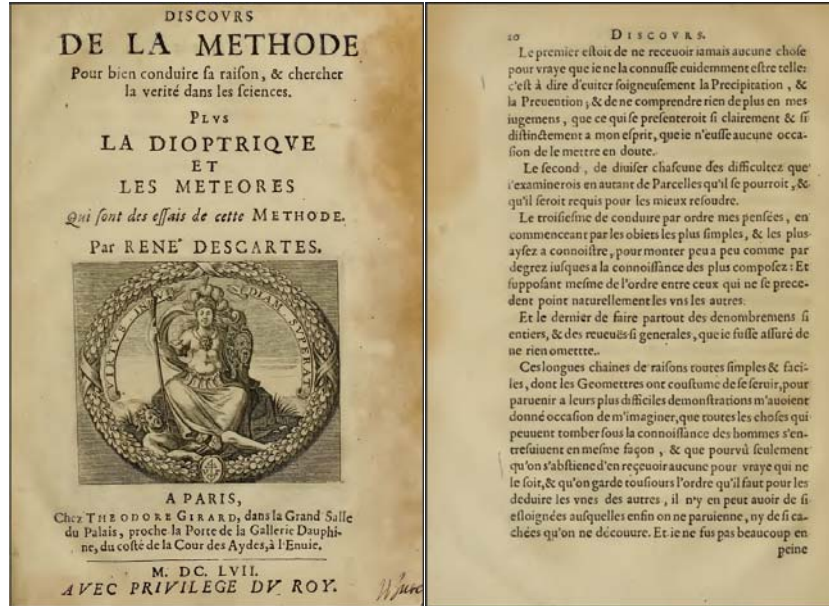 DISCOVRS
DE LA METHODE
Pour bien conduire ſa raiſon, & chercher
la verité dans les ſciences.
PLVS
LA DIOPTRIQVE
ET
LES METEORES
Qui ſont des eſſais de cette METHODE.
Par RENE' DESCARTES.
VIRTVS
SVPERAT
A PARIS,
Chez THEODORE GIRARD, dans la Grand Salle
du Palais, proche la Porte de la Gallerie Dauphi-
ne, du coſté de la Cour des Aydes, à l'Enuie.
M. DC. LVII.
AVEC PRIVILEGE DV ROY.
20 DISCOVRS.
Le premier eſtoit de ne receuoir iamais aucune choſe
pour vraye que ie ne la connuſſe euidemment eſtre telle:
c'eſt à dire d'euiter ſoigneuſement la Precipitation, &
la Preuention; & de ne comprendre rien de plus en mes
iugemens, que ce qui ſe preſenteroit ſi clairement & ſi
diſtinctement a mon eſprit, que ie n'euſſe aucune occa-
ſion de le mettre en doute.
Le ſecond, de diuiſer chaſcune des difficultez que
i'examinerois en autant de Parcelles qu'il ſe pourroit, &
qu'il ſeroit requis pour les mieux reſoudre.
Le troiſieſme de conduire par ordre mes penſées, en
commenceant par les obiets les plus ſimples, & les plus
ayſez a connoiſtre, pour monter peu a peu comme par
degrez iuſques a la connoiſſance des plus compoſez: Et
ſuppoſant meſme de l'ordre entre ceux qui ne ſe prece-
dent point naturellement les vns les autres.
Et le dernier de faire partout des denombremens ſi
entiers, & des reueuës ſi generales, que ie fuſſe aſſuré de
ne rien omettre.
Ces longues chaines de raiſons toutes ſimples & faci-
les, dont les Geometres ont couſtume de ſe ſeruir, pour
paruenir a leurs plus difficiles demonſtrations m'auoient
donné occaſion de m'imaginer, que toutes les choſes qui
peuuent tomber ſous la connoiſſance des hommes s'en-
treſuiuent en meſme façon, & que pourvû ſeulement
qu'on s'abſtiene d'en reçeuoir aucune pour vraye qui ne
le ſoit, & qu'on garde touſiours l'ordre qu'il faut pour les
deduire les vnes des autres, il n'y en peut auoir de ſi
eſloignées auſquelles enfin on ne paruienne, ny de ſi ca-
chées qu'on ne découure. Et ie ne fus pas beaucoup en
peine